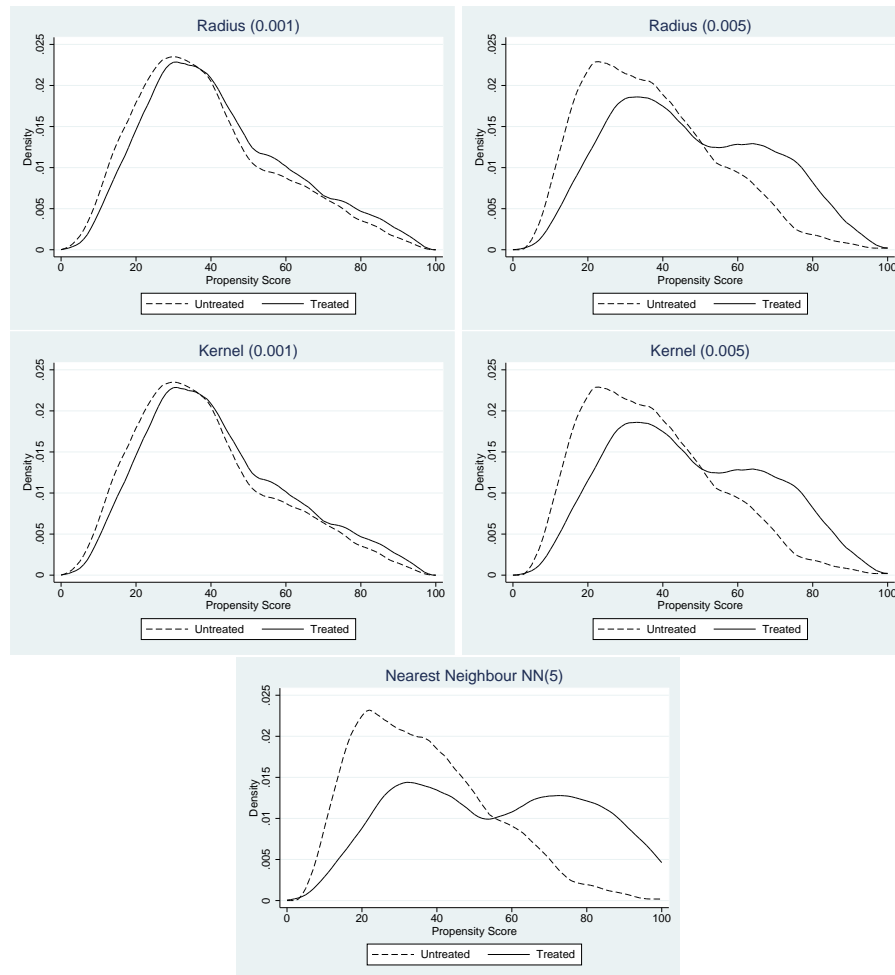 Radius (0.001)
Density
0 .005 .01 .015 .02 .025
0 20 40 60 80 100
Propensity Score
Untreated Treated
Radius (0.005)
Density
0 .005 .01 .015 .02 .025
0 20 40 60 80 100
Propensity Score
Untreated Treated
Kernel (0.001)
Density
0 .005 .01 .015 .02 .025
0 20 40 60 80 100
Propensity Score
Untreated Treated
Kernel (0.005)
Density
0 .005 .01 .015 .02 .025
0 20 40 60 80 100
Propensity Score
Untreated Treated
Nearest Neighbour NN(5)
Density
0 .005 .01 .015 .02 .025
0 20 40 60 80 100
Propensity Score
Untreated Treated